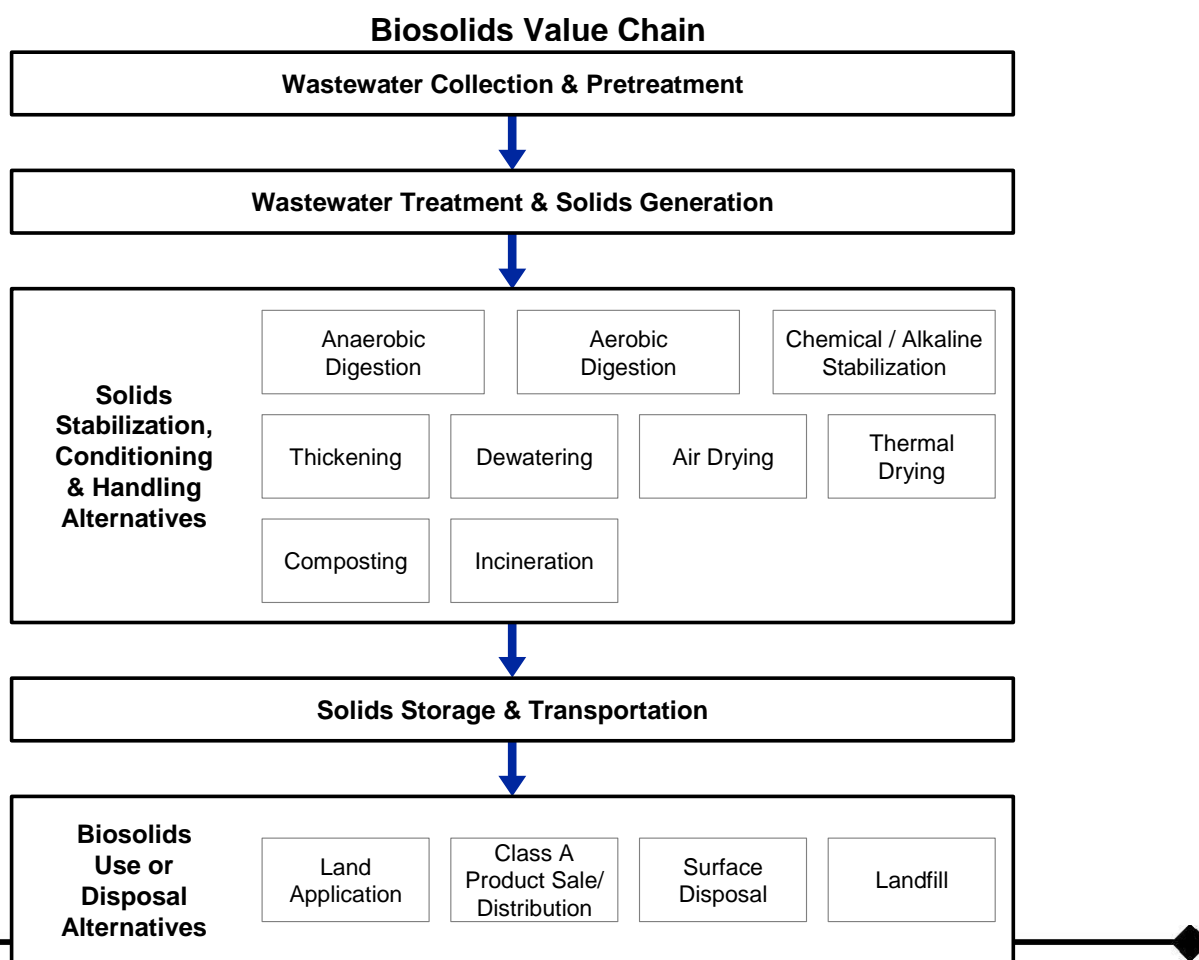 Biosolids Value Chain
Wastewater Collection & Pretreatment
Wastewater Treatment & Solids Generation
Solids
Stabilization,
Conditioning
& Handling
Alternatives
Anaerobic
Digestion
Aerobic
Digestion
Chemical / Alkaline
Stabilization
Thickening
Dewatering
Air Drying
Thermal
Drying
Composting
Incineration
Solids Storage & Transportation
Biosolids
Use or
Disposal
Alternatives
Land
Application
Class A
Product Sale/
Distribution
Surface
Disposal
Landfill